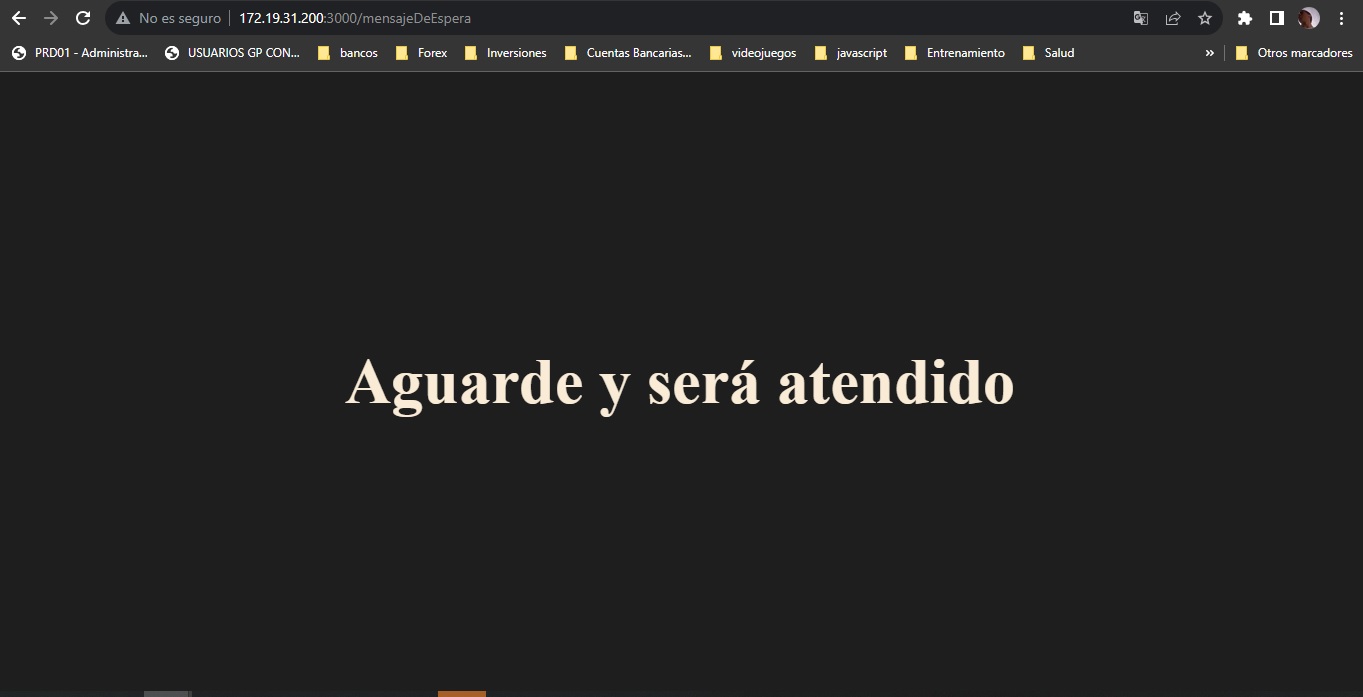 No es seguro 172.19.31.200:3000/mensajeDeEspera
PRD01 - Administra... USUARIOS GP CON... bancos Forex Inversiones Cuentas Bancarias... videojuegos javascript Entrenamiento Salud » Otros marcadores
Aguarde y será atendido